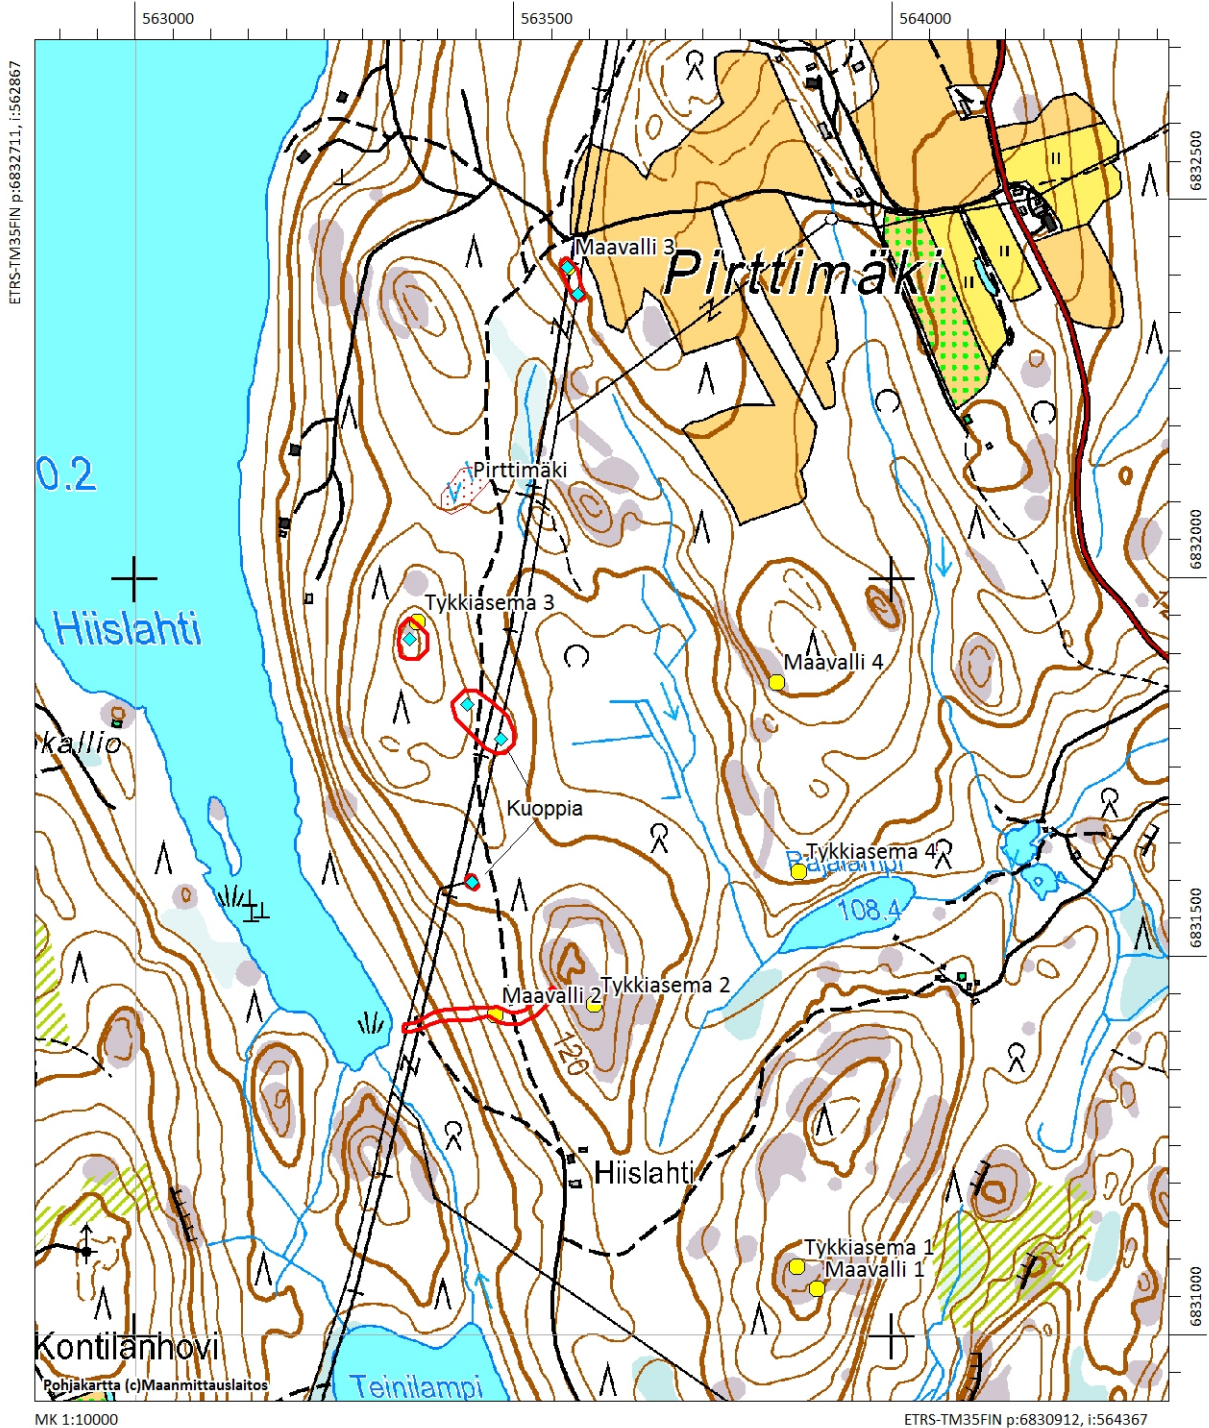 563000
563500
564000
ETRS-TM35FIN p:6832711, i:562867
6832500
Maavalli 3
Pirttimäki
Pirttimäki
0.2
6832000
Tykkiasema 3
Hiislahti
Maavalli 4
kallio
Kuoppia
Tykkiasema 4
Rajalampi
108.4
6831500
Tykkiasema 2
Maavalli 2
120
Hiislahti
Tykkiasema 1
Maavalli 1
6831000
Kontilanhovi
Pohjakartta (c)Maanmittauslaitos
Teinilampi
MK 1:10000
ETRS-TM35FIN p:6830912, i:564367